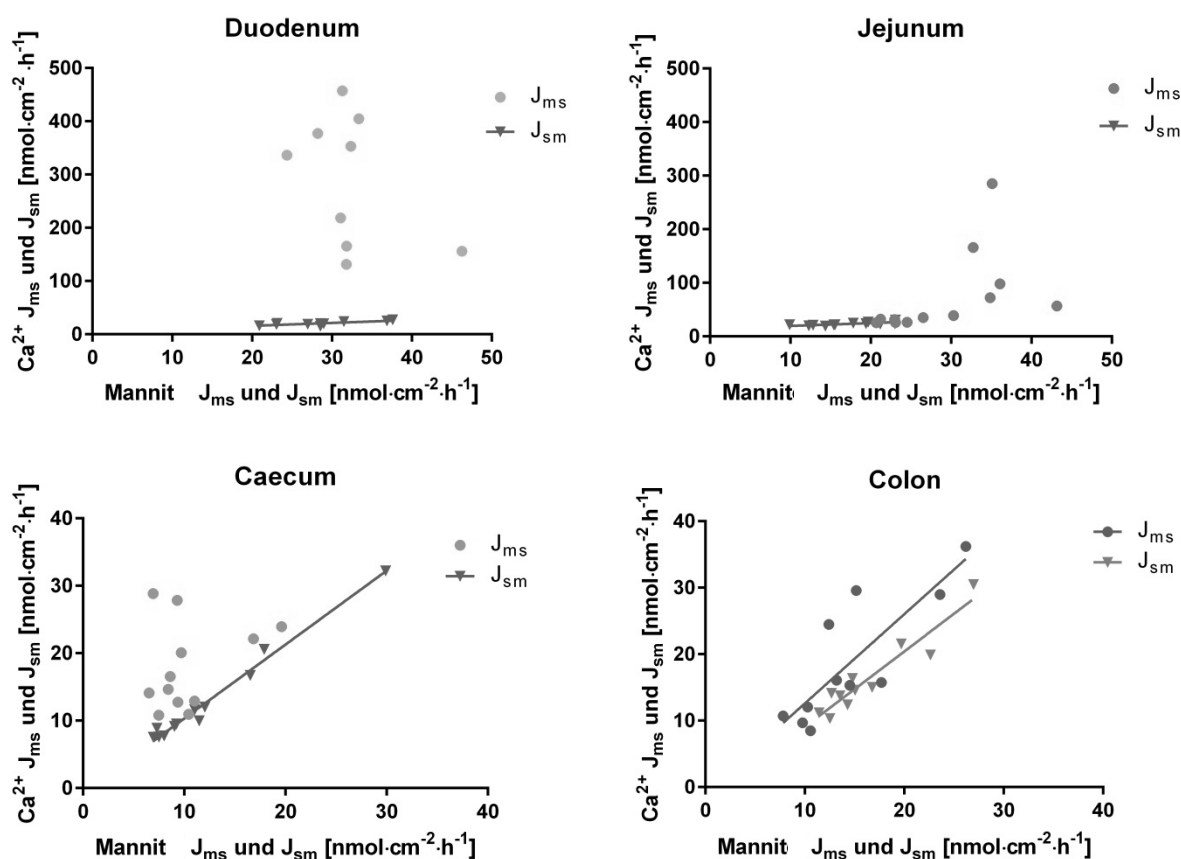 Duodenum
Ca²⁺ Jms und Jsm [nmol·cm⁻²·h⁻¹]
500
400
300
200
100
0
0 10 20 30 40 50
Mannit Jms und Jsm [nmol·cm⁻²·h⁻¹]
Jms
Jsm
Jejunum
Ca²⁺ Jms und Jsm [nmol·cm⁻²·h⁻¹]
500
400
300
200
100
0
0 10 20 30 40 50
Mannit Jms und Jsm [nmol·cm⁻²·h⁻¹]
Jms
Jsm
Caecum
Ca²⁺ Jms und Jsm [nmol·cm⁻²·h⁻¹]
40
30
20
10
0
0 10 20 30 40
Mannit Jms und Jsm [nmol·cm⁻²·h⁻¹]
Jms
Jsm
Colon
Ca²⁺ Jms und Jsm [nmol·cm⁻²·h⁻¹]
40
30
20
10
0
0 10 20 30 40
Mannit Jms und Jsm [nmol·cm⁻²·h⁻¹]
Jms
Jsm